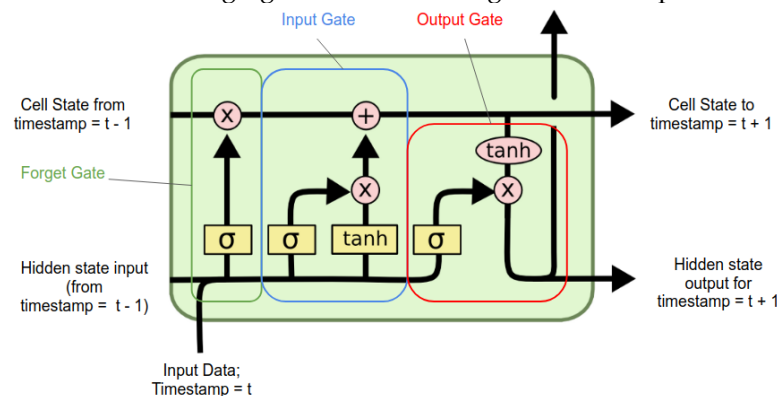 Input Gate
Output Gate
Cell State from
timestamp = t - 1
x
+
Cell State to
timestamp = t + 1
tanh
Forget Gate
x
x
σ
σ
tanh
σ
Hidden state input
(from
timestamp = t - 1)
Hidden state
output for
timestamp = t + 1
Input Data;
Timestamp = t